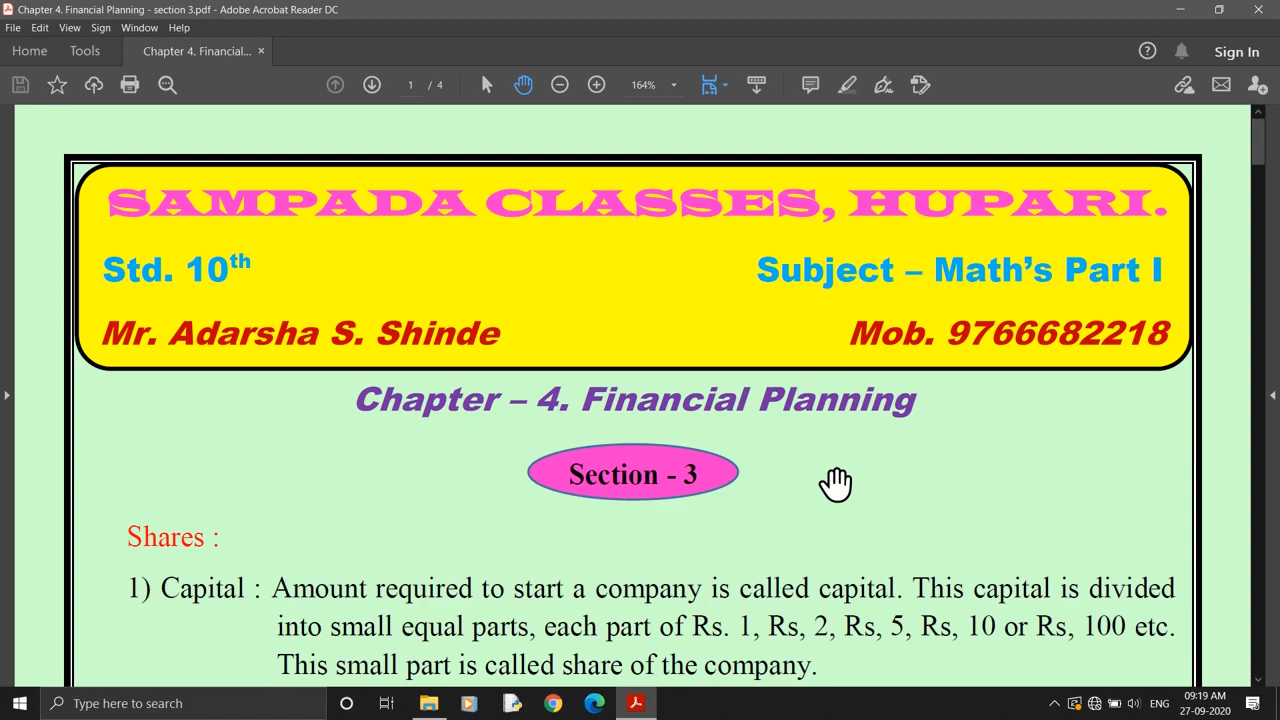 Chapter 4. Financial Planning - section 3.pdf - Adobe Acrobat Reader DC
File Edit View Sign Window Help
Home Tools Chapter 4. Financial... × Sign In
1 / 4 164%
SAMPADA CLASSES, HUPARI.
Std. 10th Subject – Math's Part I
Mr. Adarsha S. Shinde Mob. 9766682218
Chapter – 4. Financial Planning
Section - 3
Shares :
1) Capital : Amount required to start a company is called capital. This capital is divided
into small equal parts, each part of Rs. 1, Rs, 2, Rs, 5, Rs, 10 or Rs, 100 etc.
This small part is called share of the company.
Type here to search
ENG
09:19 AM
27-09-2020